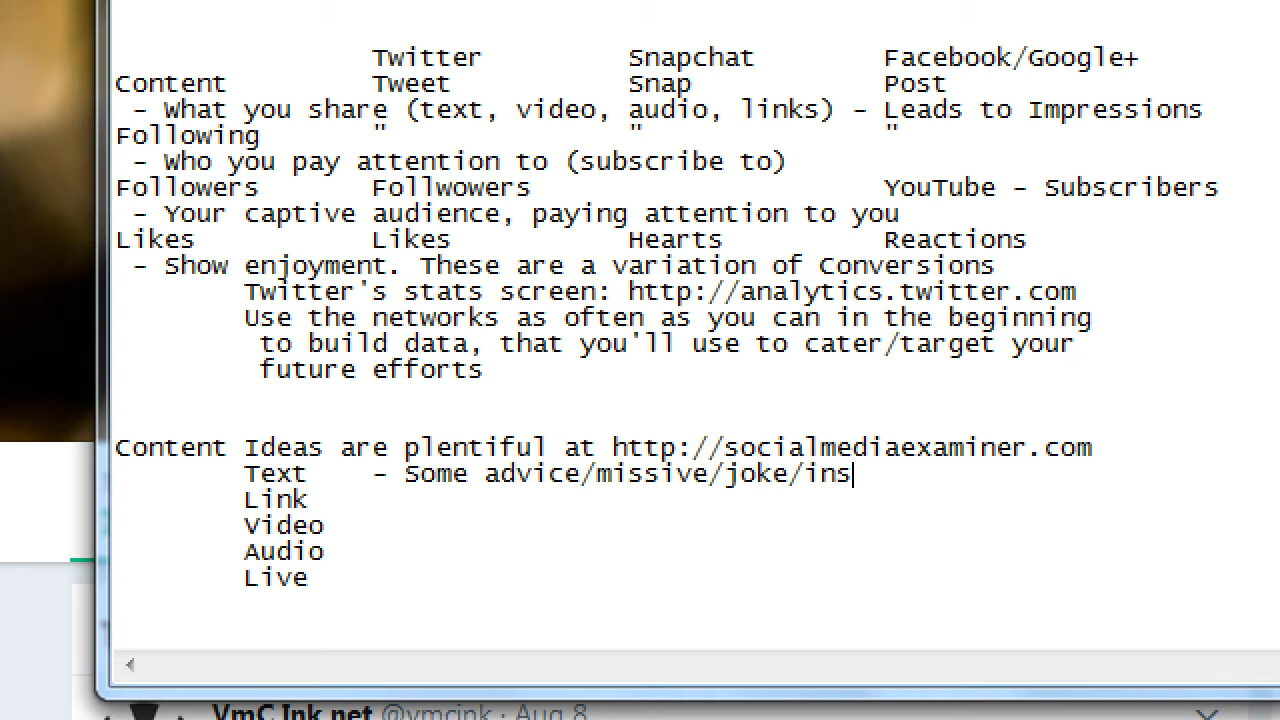 Twitter Snapchat Facebook/Google+
Content Tweet Snap Post
- What you share (text, video, audio, links) - Leads to Impressions
Following " " "
- Who you pay attention to (subscribe to)
Followers Follwowers YouTube - Subscribers
- Your captive audience, paying attention to you
Likes Likes Hearts Reactions
- Show enjoyment. These are a variation of Conversions
Twitter's stats screen: http://analytics.twitter.com
Use the networks as often as you can in the beginning
to build data, that you'll use to cater/target your
future efforts
Content Ideas are plentiful at http://socialmediaexaminer.com
Text - Some advice/missive/joke/ins
Link
Video
Audio
Live
VmC Ink net @vmcink · Aug 8